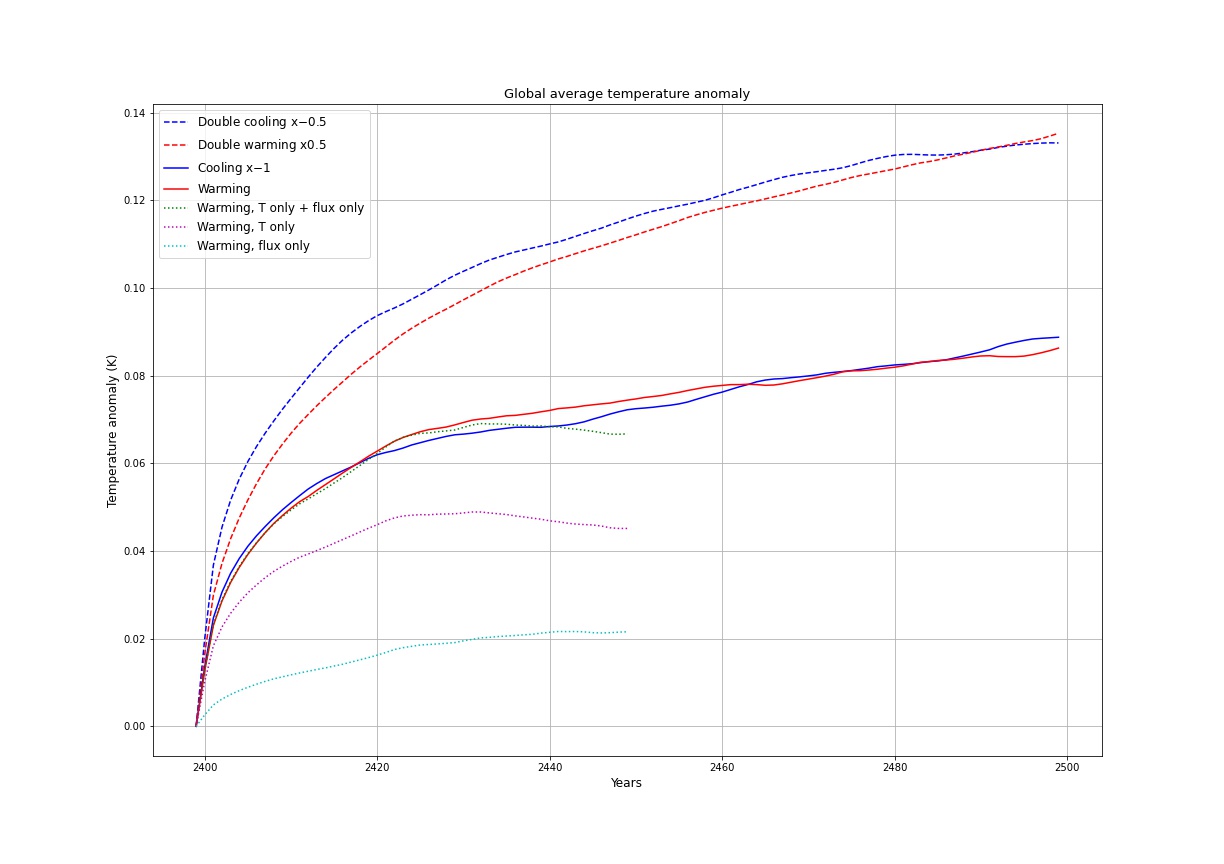 Global average temperature anomaly
0.14
0.12
0.10
0.08
0.06
0.04
0.02
0.00
Temperature anomaly (K)
Double cooling x−0.5
Double warming x0.5
Cooling x−1
Warming
Warming, T only + flux only
Warming, T only
Warming, flux only
2400 2420 2440 2460 2480 2500
Years